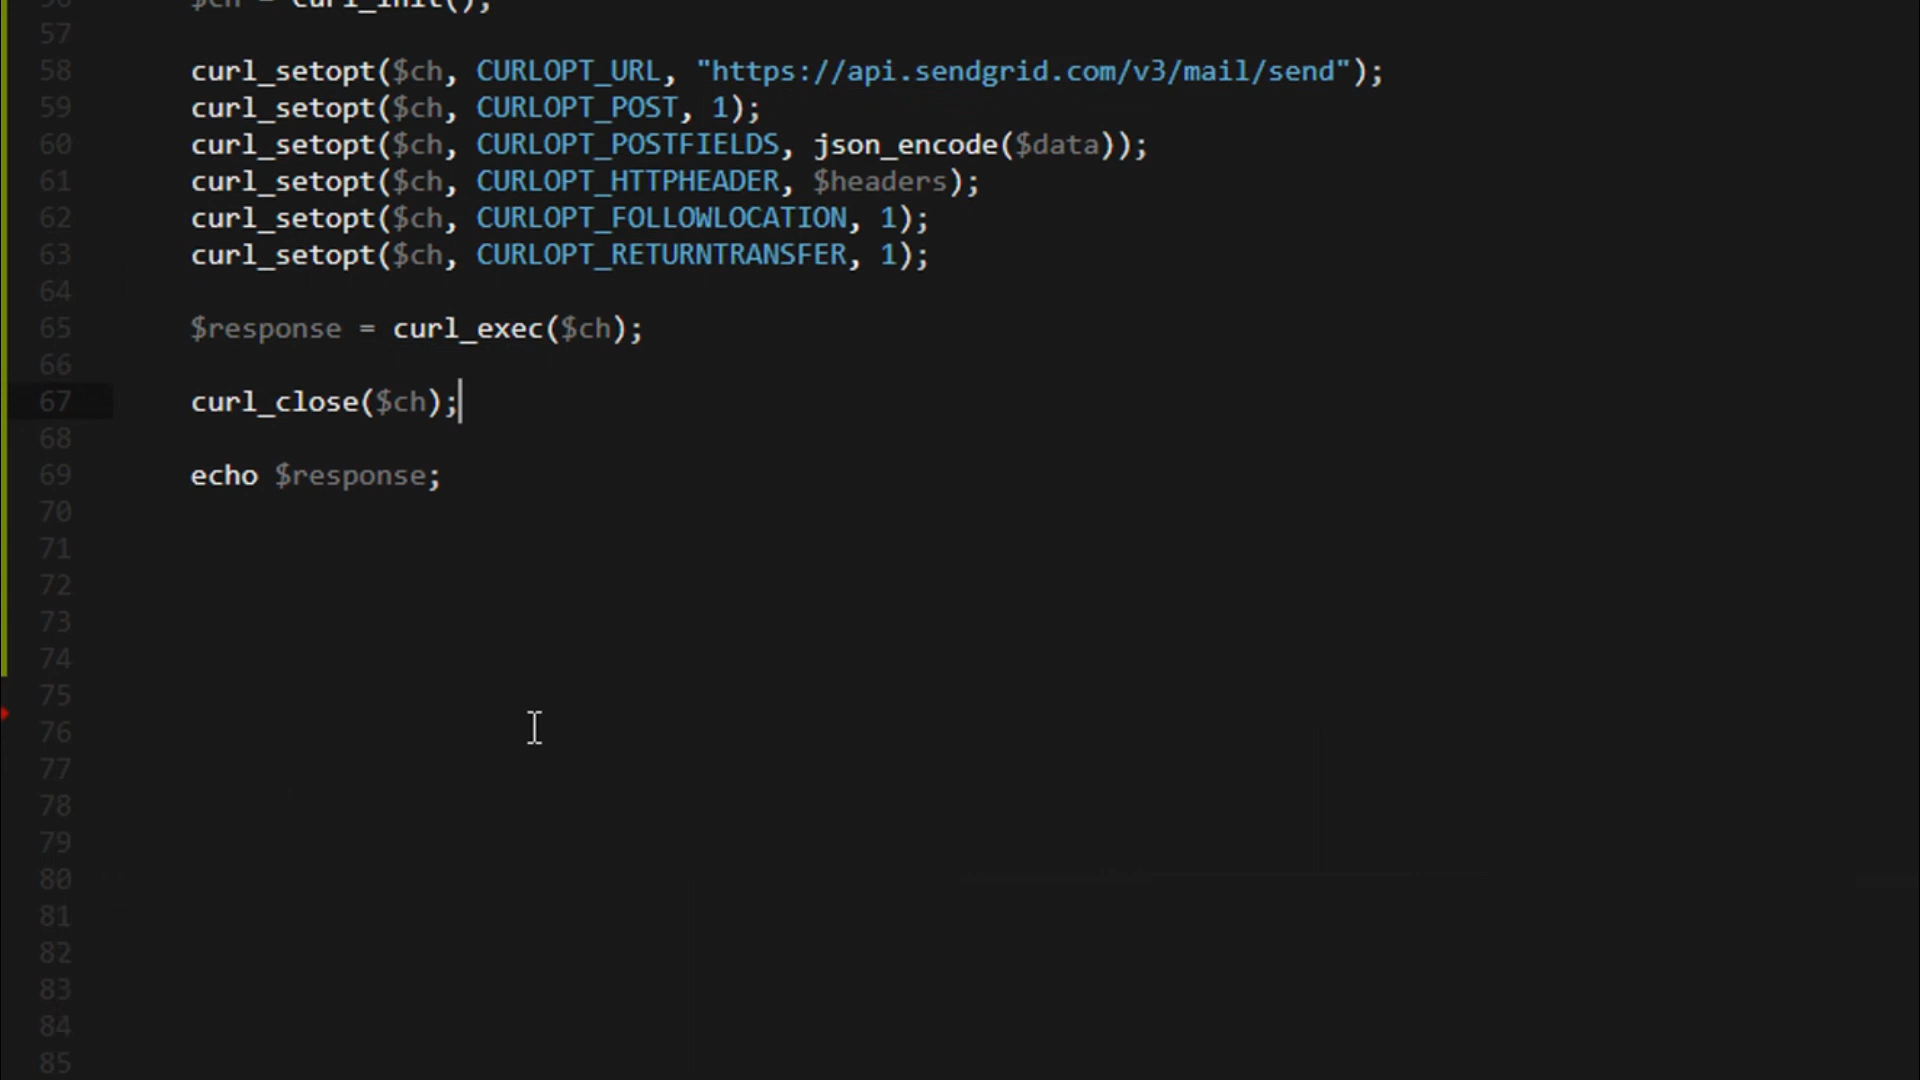 56 $ch = curl_init();
57
58 curl_setopt($ch, CURLOPT_URL, "https://api.sendgrid.com/v3/mail/send");
59 curl_setopt($ch, CURLOPT_POST, 1);
60 curl_setopt($ch, CURLOPT_POSTFIELDS, json_encode($data));
61 curl_setopt($ch, CURLOPT_HTTPHEADER, $headers);
62 curl_setopt($ch, CURLOPT_FOLLOWLOCATION, 1);
63 curl_setopt($ch, CURLOPT_RETURNTRANSFER, 1);
64
65 $response = curl_exec($ch);
66
67 curl_close($ch);
68
69 echo $response;
70
71
72
73
74
75
76
77
78
79
80
81
82
83
84
85